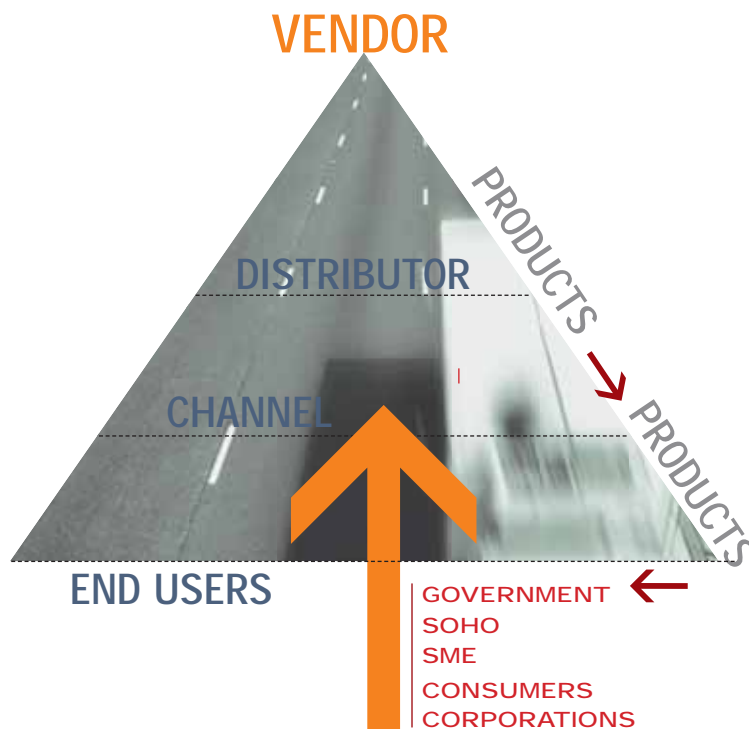 VENDOR
PRODUCTS
DISTRIBUTOR
CHANNEL
PRODUCTS
END USERS
GOVERNMENT
SOHO
SME
CONSUMERS
CORPORATIONS